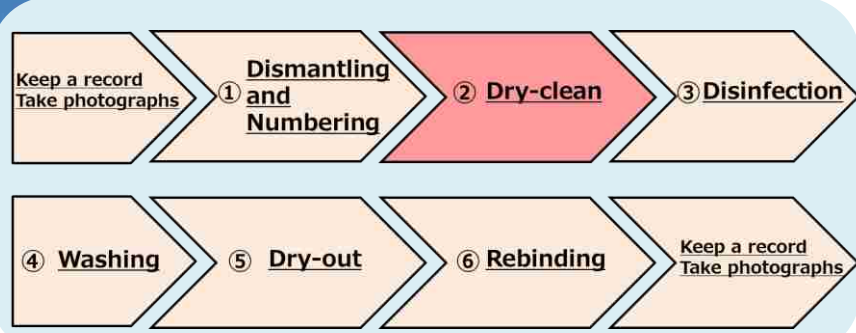 Keep a record
Take photographs
① Dismantling
and
Numbering
② Dry-clean
③ Disinfection
④ Washing
⑤ Dry-out
⑥ Rebinding
Keep a record
Take photographs